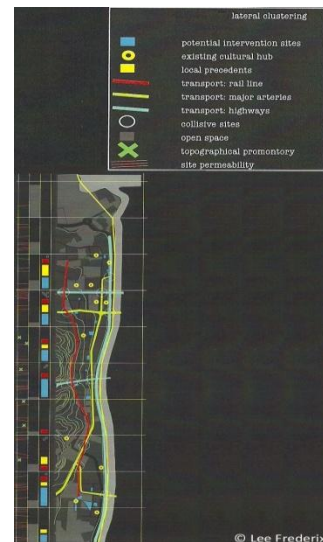 lateral clustering
potential intervention sites
existing cultural hub
local precedents
transport: rail line
transport: major arteries
transport: highways
collisive sites
open space
topographical promontory
site permeability
© Lee Frederix